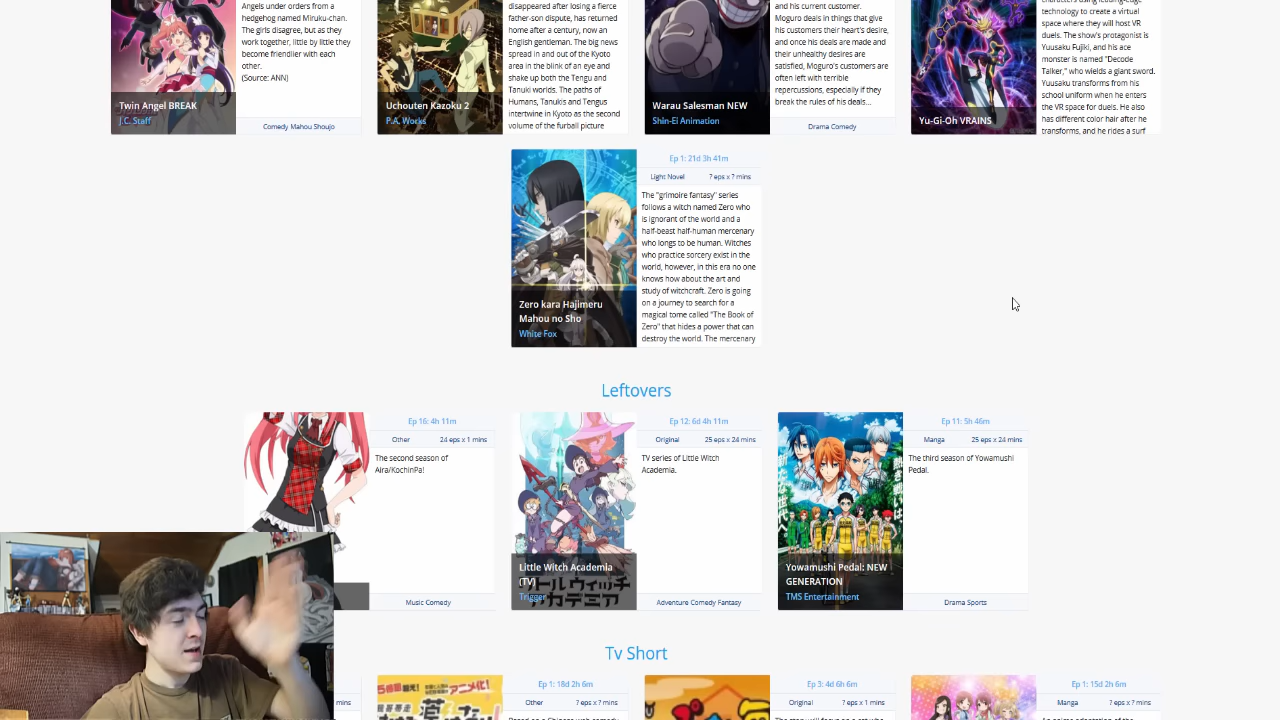 Angels under orders from a
hedgehog named Miruku-chan.
The girls disagree, but as they
work together, little by little they
become friendlier with each
other.
(Source: ANN)
Twin Angel BREAK
J.C. Staff
Comedy Mahou Shoujo
disappeared after losing a fierce
father-son dispute, has returned
home after a century, now an
English gentleman. The big news
spread in and out of the Kyoto
area in the blink of an eye and
shake up both the Tengu and
Tanuki worlds. The paths of
Humans, Tanukis and Tengus
intertwine in Kyoto as the second
volume of the furball picture
Uchouten Kazoku 2
P.A. Works
and his current customer.
Moguro deals in things that give
his customers their heart's desire,
and once his deals are made and
their unhealthy desires are
satisfied, Moguro's customers are
often left with terrible
repercussions, especially if they
break the rules of his deals...
Warau Salesman NEW
Shin-Ei Animation
Drama Comedy
characters using leading-edge
technology to create a virtual
space where they will host VR
duels. The show's protagonist is
Yuusaku Fujiki, and his ace
monster is named "Decode
Talker," who wields a giant sword.
Yuusaku transforms from his
school uniform when he enters
the VR space for duels. He also
has different color hair after he
transforms, and he rides a surf
Yu-Gi-Oh VRAINS
Ep 1: 21d 3h 41m
Light Novel ? eps x ? mins
The "grimoire fantasy" series
follows a witch named Zero who
is ignorant of the world and a
half-beast half-human mercenary
who longs to be human. Witches
who practice sorcery exist in the
world, however, in this era no one
knows how about the art and
study of witchcraft. Zero is going
on a journey to search for a
magical tome called "The Book of
Zero" that hides a power that can
destroy the world. The mercenary
Zero kara Hajimeru
Mahou no Sho
White Fox
Leftovers
Ep 16: 4h 11m
Other 24 eps x 1 mins
The second season of
Aira/KochinPa!
Music Comedy
Ep 12: 6d 4h 11m
Original 25 eps x 24 mins
TV series of Little Witch
Academia.
Little Witch Academia
(TV)
Trigger
Adventure Comedy Fantasy
Ep 11: 5h 46m
Manga 25 eps x 24 mins
The third season of Yowamushi
Pedal.
Yowamushi Pedal: NEW
GENERATION
TMS Entertainment
Drama Sports
Tv Short
mins
Ep 1: 18d 2h 6m
Other ? eps x ? mins
Ep 3: 4d 6h 6m
Original ? eps x 1 mins
Ep 1: 15d 2h 6m
Manga ? eps x ? mins